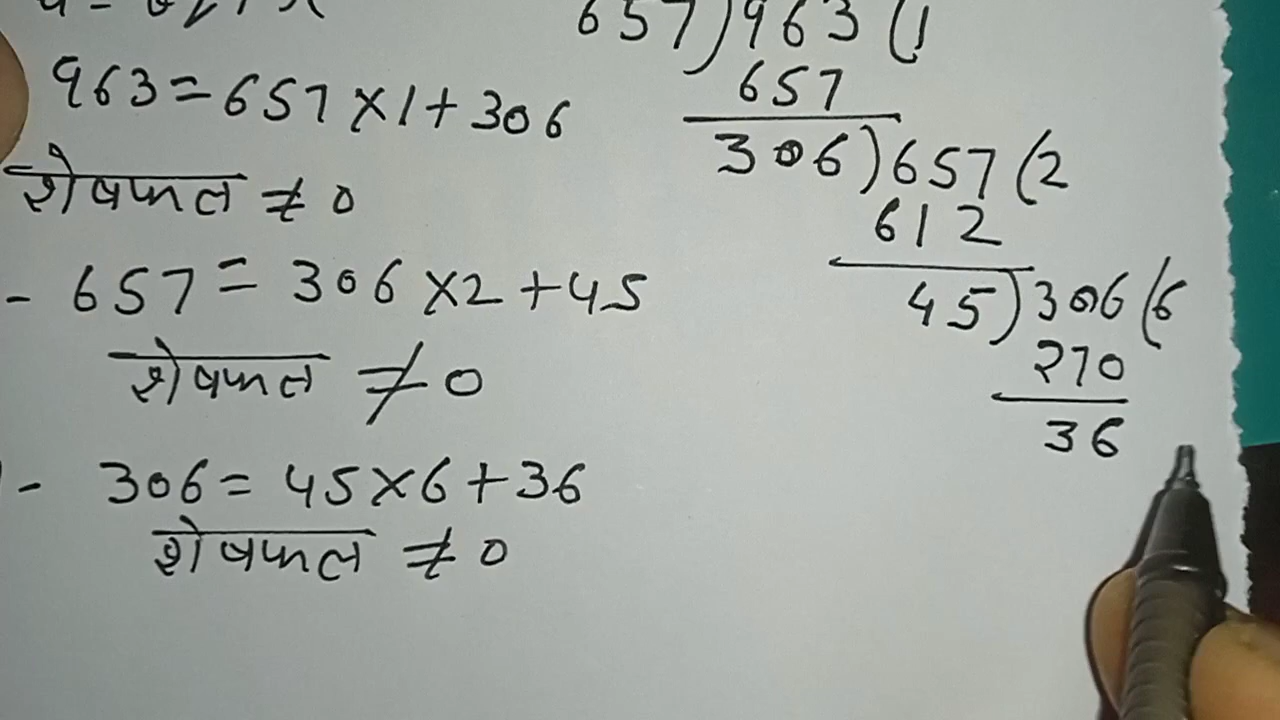 963 = 657 × 1 + 306
शेषफल ≠ 0
- 657 = 306 × 2 + 45
शेषफल ≠ 0
- 306 = 45 × 6 + 36
शेषफल ≠ 0
657)963(1
657
306)657(2
612
45)306(6
270
36